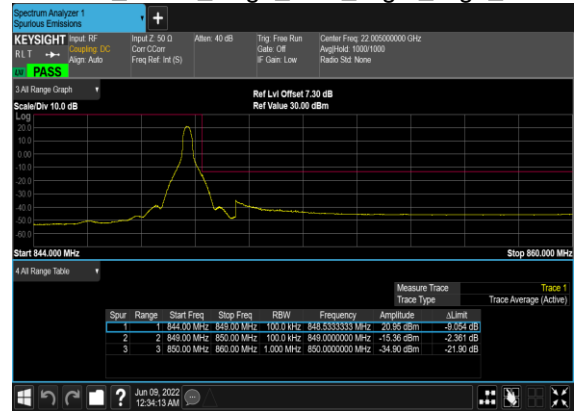 Spectrum Analyzer 1
Spurious Emissions
+
KEYSIGHT Input: RF Input Z: 50 Ω Atten: 40 dB Trig: Free Run Center Freq: 22.005000000 GHz
RLT Coupling: DC Corr CCorr Gate: Off Avg|Hold: 1000/1000
Align: Auto Freq Ref: Int (S) IF Gain: Low Radio Std: None
PASS
3 All Range Graph
Ref Lvl Offset 7.30 dB
Scale/Div 10.0 dB Ref Value 30.00 dBm
Log
20.0
10.0
0.00
-10.0
-20.0
-30.0
-40.0
-50.0
-60.0
Start 844.000 MHz Stop 860.000 MHz
4 All Range Table
Measure Trace Trace 1
Trace Type Trace Average (Active)
Spur Range Start Freq Stop Freq RBW Frequency Amplitude ΔLimit
1 1 844.00 MHz 849.00 MHz 100.0 kHz 848.5333333 MHz 20.95 dBm -9.054 dB
2 2 849.00 MHz 850.00 MHz 100.0 kHz 849.0000000 MHz -15.36 dBm -2.361 dB
3 3 850.00 MHz 860.00 MHz 1.000 MHz 850.0000000 MHz -34.90 dBm -21.90 dB
?
Jun 09, 2022
12:34:13 AM